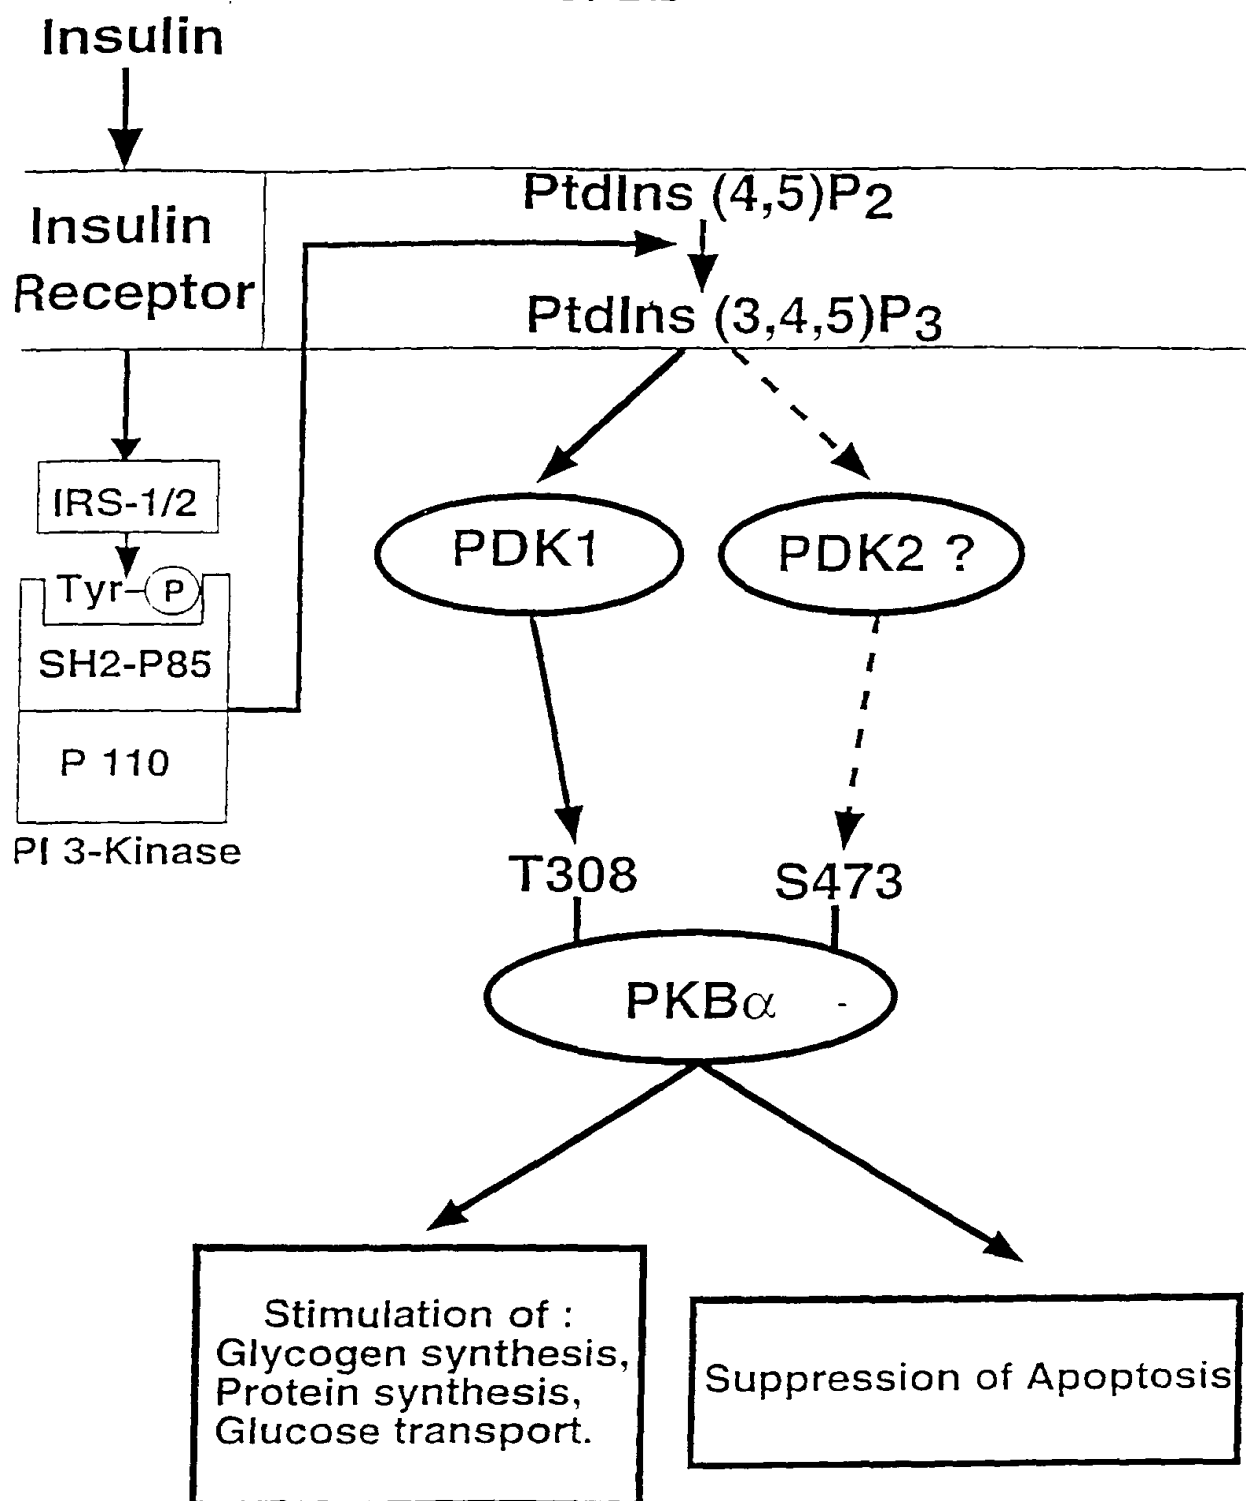 Insulin
Insulin
Receptor
PtdIns (4,5)P2
PtdIns (3,4,5)P3
IRS-1/2
Tyr-P
SH2-P85
P 110
PI 3-Kinase
PDK1
PDK2 ?
T308
S473
PKBα
Stimulation of :
Glycogen synthesis,
Protein synthesis,
Glucose transport.
Suppression of Apoptosis